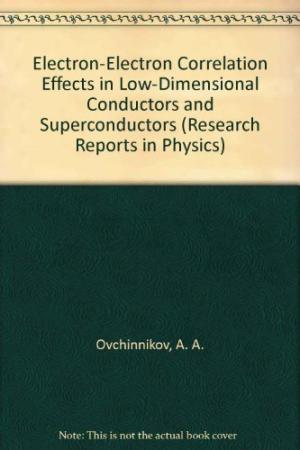 Electron-Electron Correlation
Effects in Low-Dimensional
Conductors and
Superconductors (Research
Reports in Physics)
Ovchinnikov, A. A.
Note: This is not the actual book cover